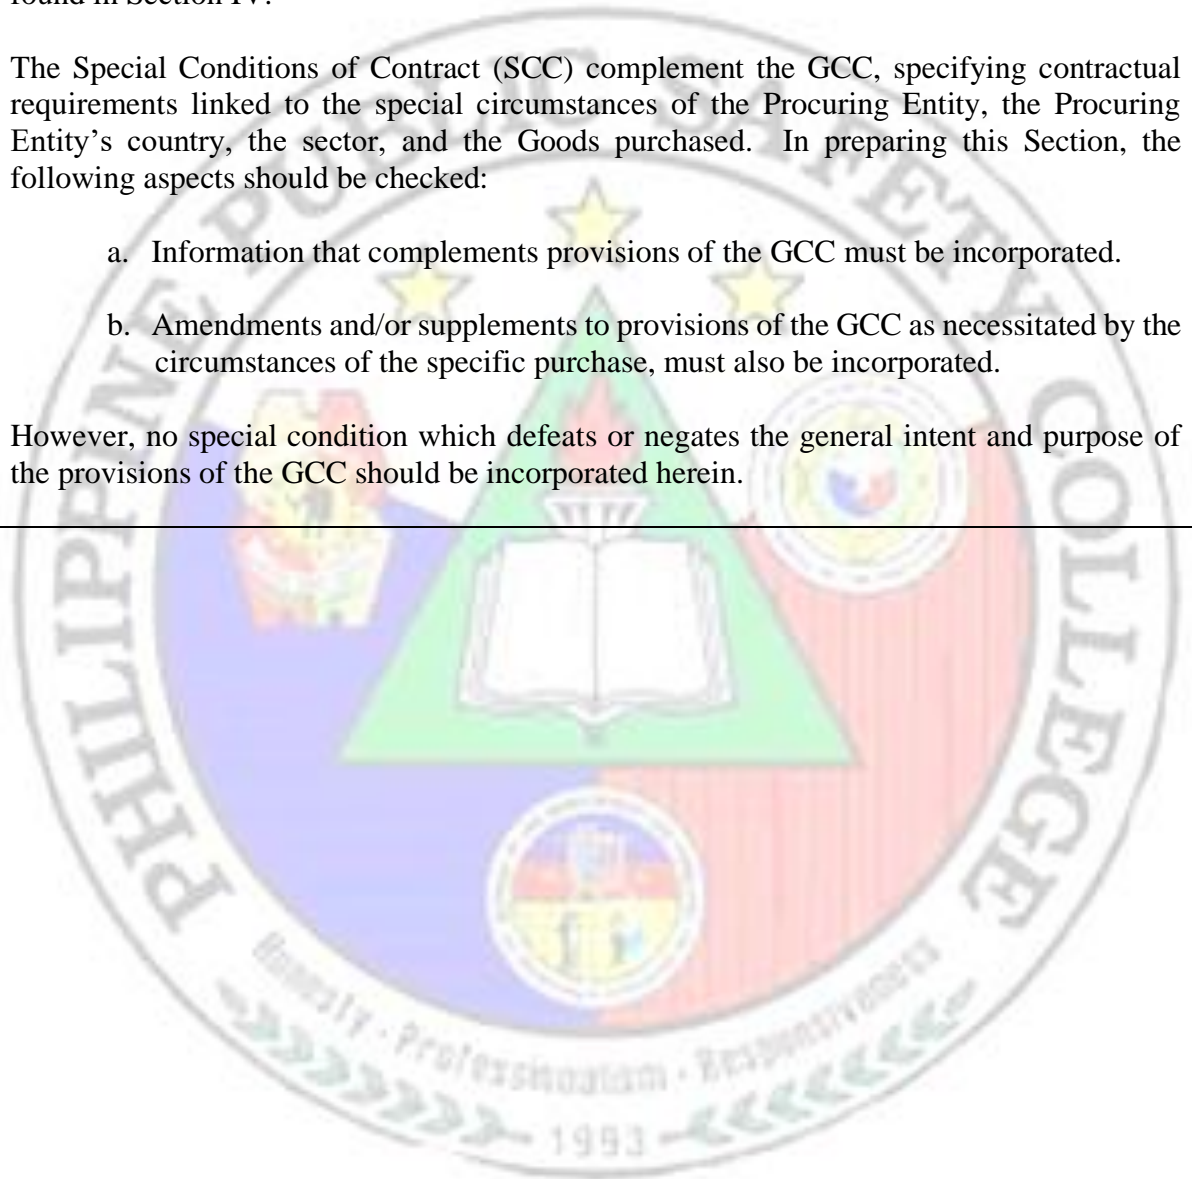 found in Section IV.
The Special Conditions of Contract (SCC) complement the GCC, specifying contractual
requirements linked to the special circumstances of the Procuring Entity, the Procuring
Entity’s country, the sector, and the Goods purchased.  In preparing this Section, the
following aspects should be checked:
a. Information that complements provisions of the GCC must be incorporated.
b. Amendments and/or supplements to provisions of the GCC as necessitated by the
circumstances of the specific purchase, must also be incorporated.
However, no special condition which defeats or negates the general intent and purpose of
the provisions of the GCC should be incorporated herein.
PHILIPPINE PUBLIC SAFETY COLLEGE
Honesty · Professionalism · Responsiveness
1993